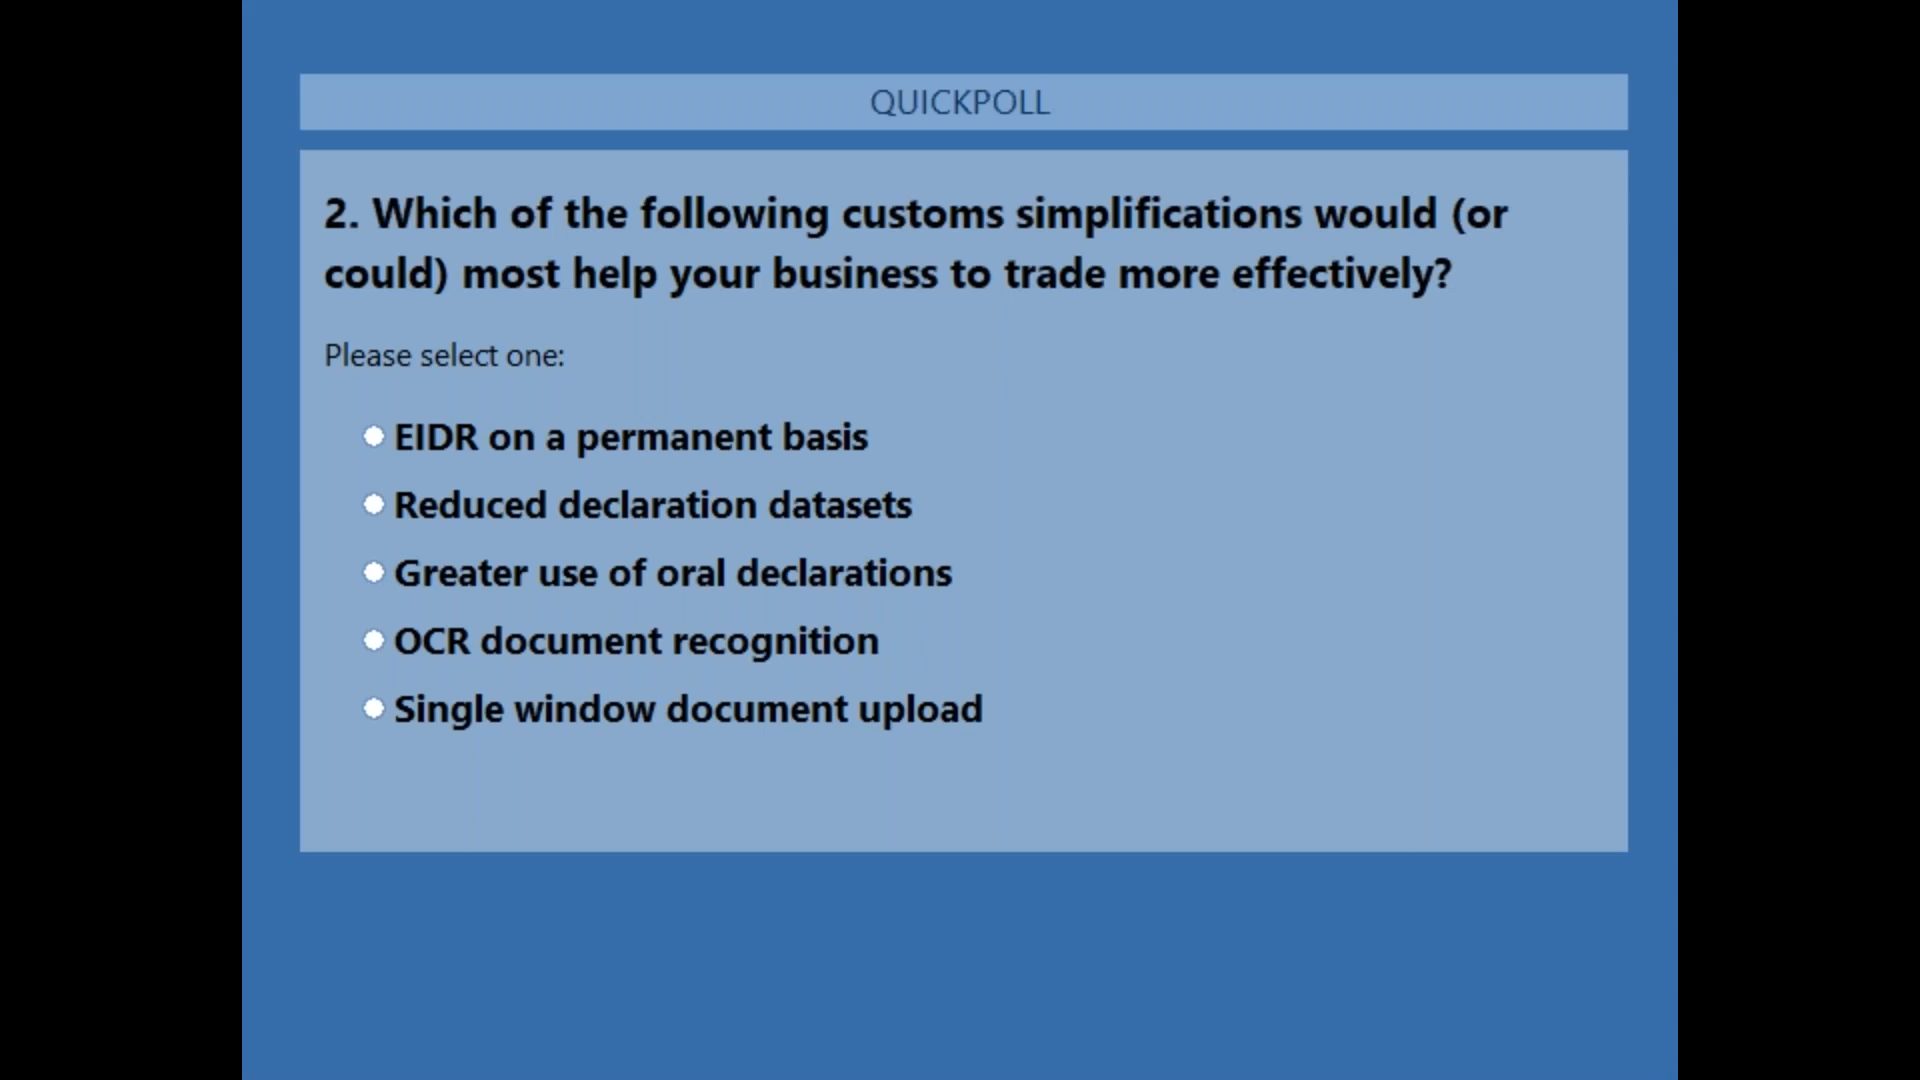 QUICKPOLL
2. Which of the following customs simplifications would (or
could) most help your business to trade more effectively?
Please select one:
EIDR on a permanent basis
Reduced declaration datasets
Greater use of oral declarations
OCR document recognition
Single window document upload